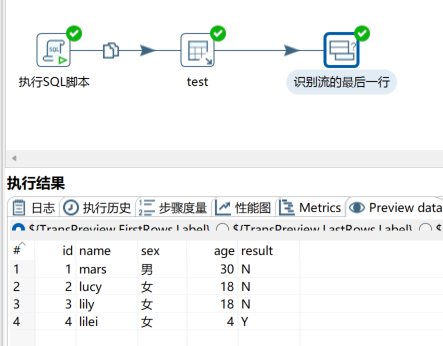 SQL
执行SQL脚本 test 识别流的最后一行
执行结果
日志 执行历史 步骤度量 性能图 Metrics Preview data
${TransPreview.FirstRows.Label} ${TransPreview.LastRows.Label} ${
# id name sex age result
1 1 mars 男 30 N
2 2 lucy 女 18 N
3 3 lily 女 18 N
4 4 lilei 女 4 Y